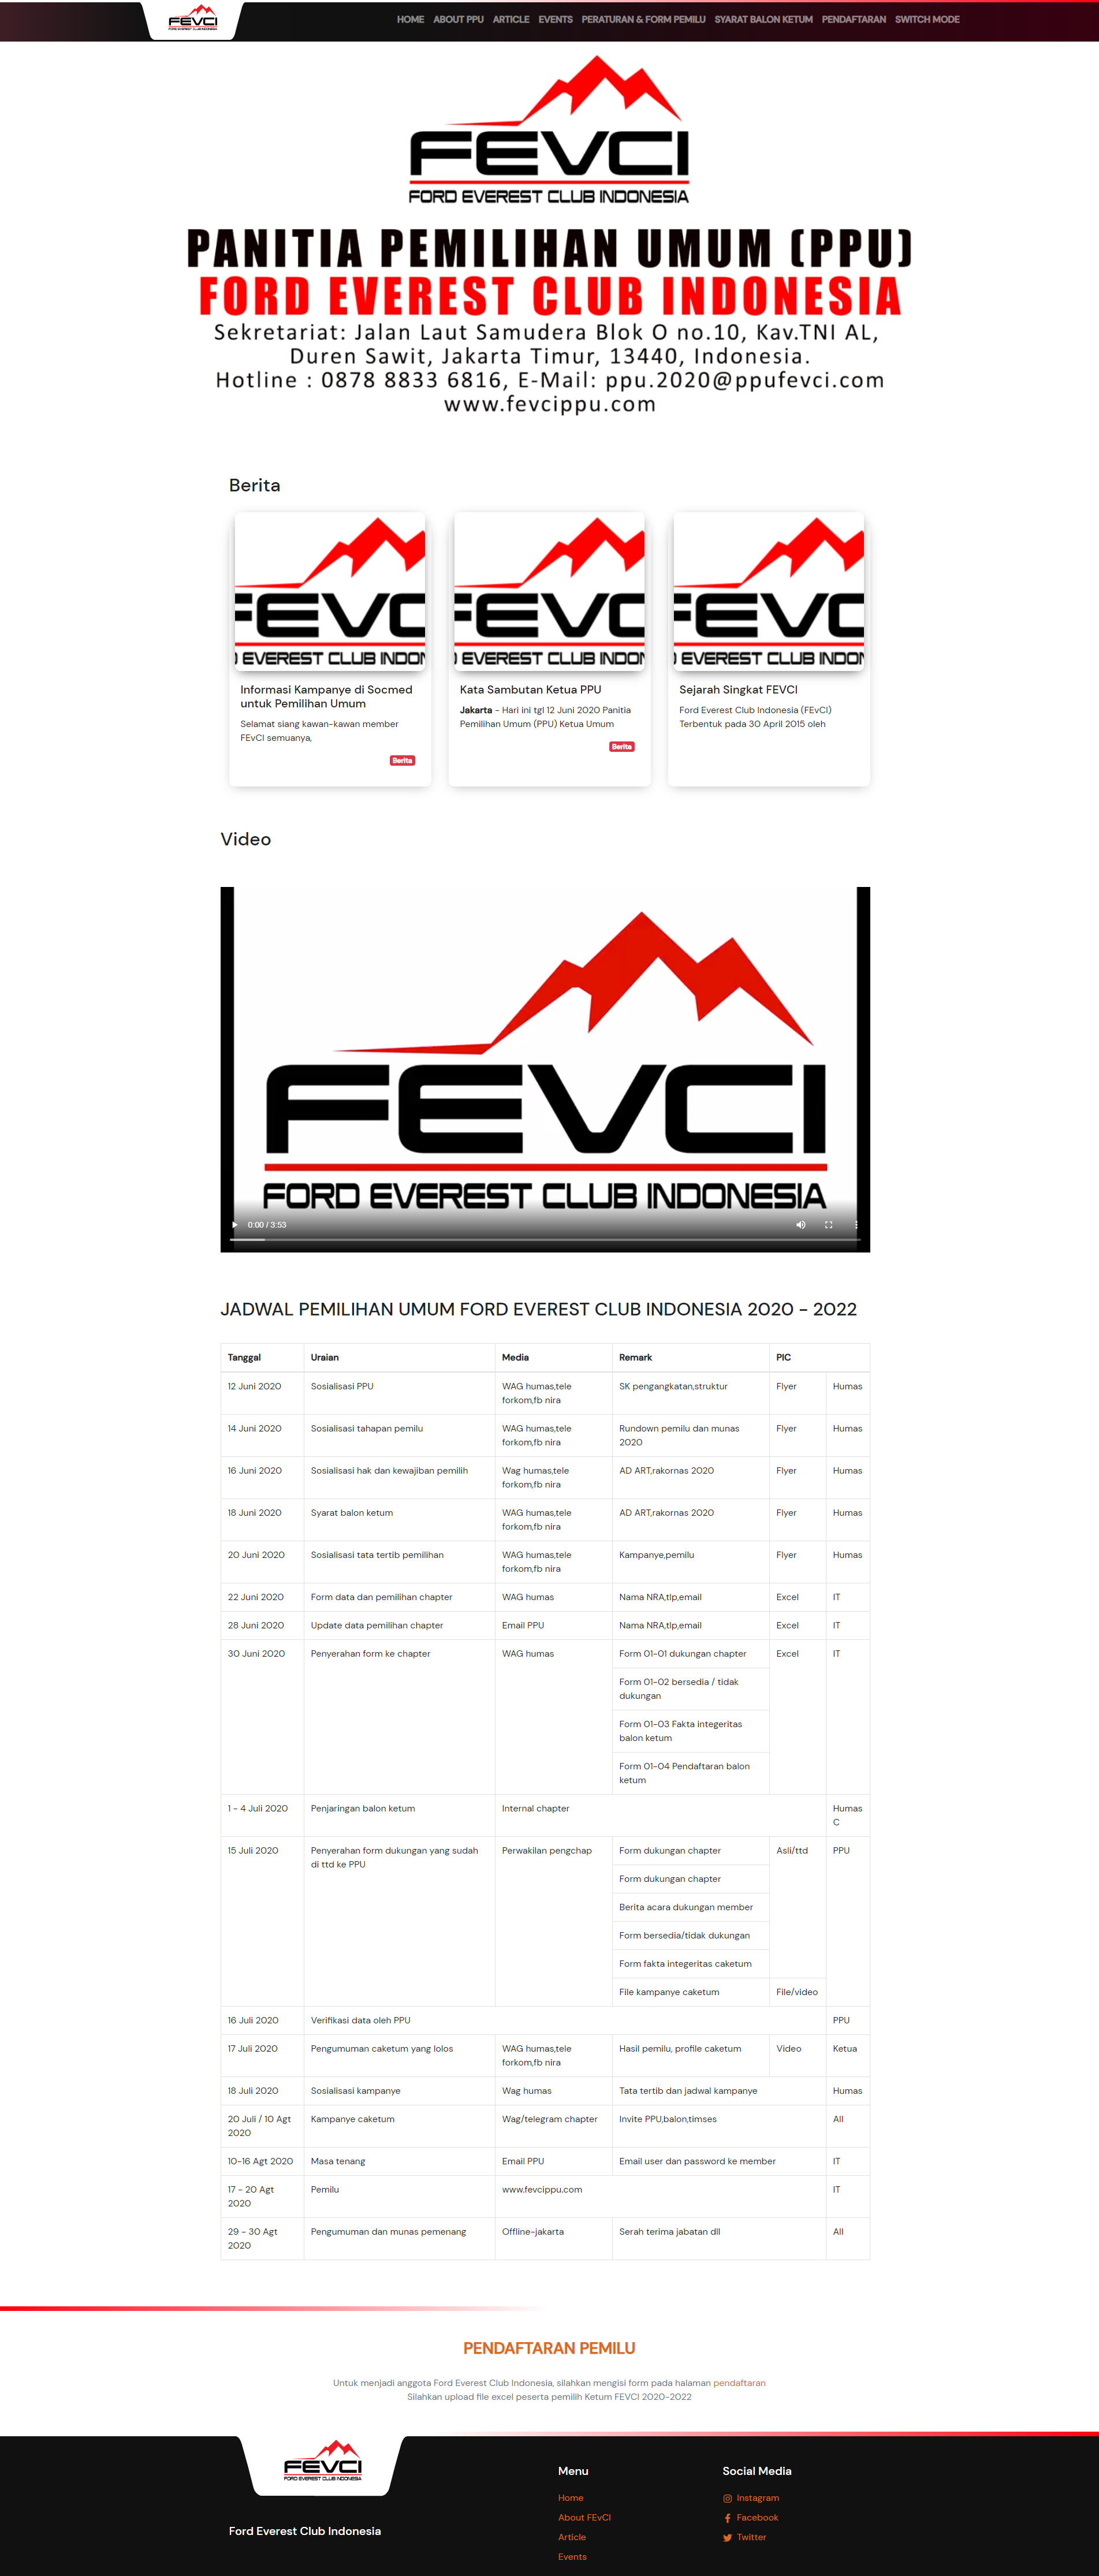 FEVCI
FORD EVEREST CLUB INDONESIA
HOME ABOUT PPU ARTICLE EVENTS PERATURAN & FORM PEMILU SYARAT BALON KETUM PENDAFTARAN SWITCH MODE
FEVCI
FORD EVEREST CLUB INDONESIA
PANITIA PEMILIHAN UMUM (PPU)
FORD EVEREST CLUB INDONESIA
Sekretariat: Jalan Laut Samudera Blok O no.10, Kav.TNI AL,
Duren Sawit, Jakarta Timur, 13440, Indonesia.
Hotline : 0878 8833 6816, E-Mail: ppu.2020@ppufevci.com
www.fevcippu.com
Berita
FEVC
EVEREST CLUB INDON
Informasi Kampanye di Socmed
untuk Pemilihan Umum
Selamat siang kawan-kawan member
FEvCI semuanya,
Berita
FEVC
EVEREST CLUB INDON
Kata Sambutan Ketua PPU
Jakarta - Hari ini tgl 12 Juni 2020 Panitia
Pemilihan Umum (PPU) Ketua Umum
Berita
FEVC
EVEREST CLUB INDON
Sejarah Singkat FEVCI
Ford Everest Club Indonesia (FEvCI)
Terbentuk pada 30 April 2015 oleh
Video
FEVCI
FORD EVEREST CLUB INDONESIA
0:00 / 3:53
JADWAL PEMILIHAN UMUM FORD EVEREST CLUB INDONESIA 2020 - 2022
Tanggal Uraian Media Remark PIC
12 Juni 2020 Sosialisasi PPU WAG humas,tele SK pengangkatan,struktur Flyer Humas
forkom,fb nira
14 Juni 2020 Sosialisasi tahapan pemilu WAG humas,tele Rundown pemilu dan munas Flyer Humas
forkom,fb nira 2020
16 Juni 2020 Sosialisasi hak dan kewajiban pemilih Wag humas,tele AD ART,rakornas 2020 Flyer Humas
forkom,fb nira
18 Juni 2020 Syarat balon ketum WAG humas,tele AD ART,rakornas 2020 Flyer Humas
forkom,fb nira
20 Juni 2020 Sosialisasi tata tertib pemilihan WAG humas,tele Kampanye,pemilu Flyer Humas
forkom,fb nira
22 Juni 2020 Form data dan pemilihan chapter WAG humas Nama NRA,tlp,email Excel IT
28 Juni 2020 Update data pemilihan chapter Email PPU Nama NRA,tlp,email Excel IT
30 Juni 2020 Penyerahan form ke chapter WAG humas Form 01-01 dukungan chapter Excel IT
Form 01-02 bersedia / tidak
dukungan
Form 01-03 Fakta integeritas
balon ketum
Form 01-04 Pendaftaran balon
ketum
1 - 4 Juli 2020 Penjaringan balon ketum Internal chapter Humas
C
15 Juli 2020 Penyerahan form dukungan yang sudah Perwakilan pengchap Form dukungan chapter Asli/ttd PPU
di ttd ke PPU
Form dukungan chapter
Berita acara dukungan member
Form bersedia/tidak dukungan
Form fakta integeritas caketum
File kampanye caketum File/video
16 Juli 2020 Verifikasi data oleh PPU PPU
17 Juli 2020 Pengumuman caketum yang lolos WAG humas,tele Hasil pemilu, profile caketum Video Ketua
forkom,fb nira
18 Juli 2020 Sosialisasi kampanye Wag humas Tata tertib dan jadwal kampanye Humas
20 Juli / 10 Agt Kampanye caketum Wag/telegram chapter Invite PPU,balon,timses All
2020
10-16 Agt 2020 Masa tenang Email PPU Email user dan password ke member IT
17 - 20 Agt Pemilu www.fevcippu.com IT
2020
29 - 30 Agt Pengumuman dan munas pemenang Offline-jakarta Serah terima jabatan dll All
2020
PENDAFTARAN PEMILU
Untuk menjadi anggota Ford Everest Club Indonesia, silahkan mengisi form pada halaman pendaftaran
Silahkan upload file excel peserta pemilih Ketum FEVCI 2020-2022
FEVCI
FORD EVEREST CLUB INDONESIA
Ford Everest Club Indonesia
Menu
Home
About FEvCI
Article
Events
Social Media
Instagram
Facebook
Twitter